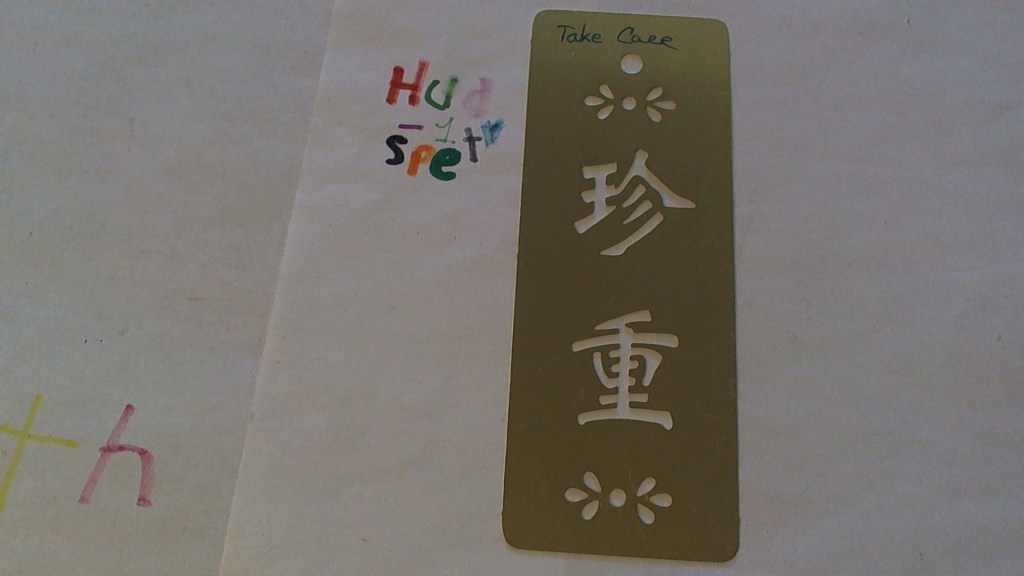 Take Care
Hud
spet
珍
重
th